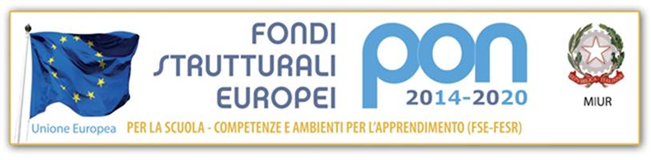 FONDI
STRUTTURALI
EUROPEI
pon
2014-2020
MIUR
Unione Europea
PER LA SCUOLA - COMPETENZE E AMBIENTI PER L'APPRENDIMENTO (FSE-FESR)